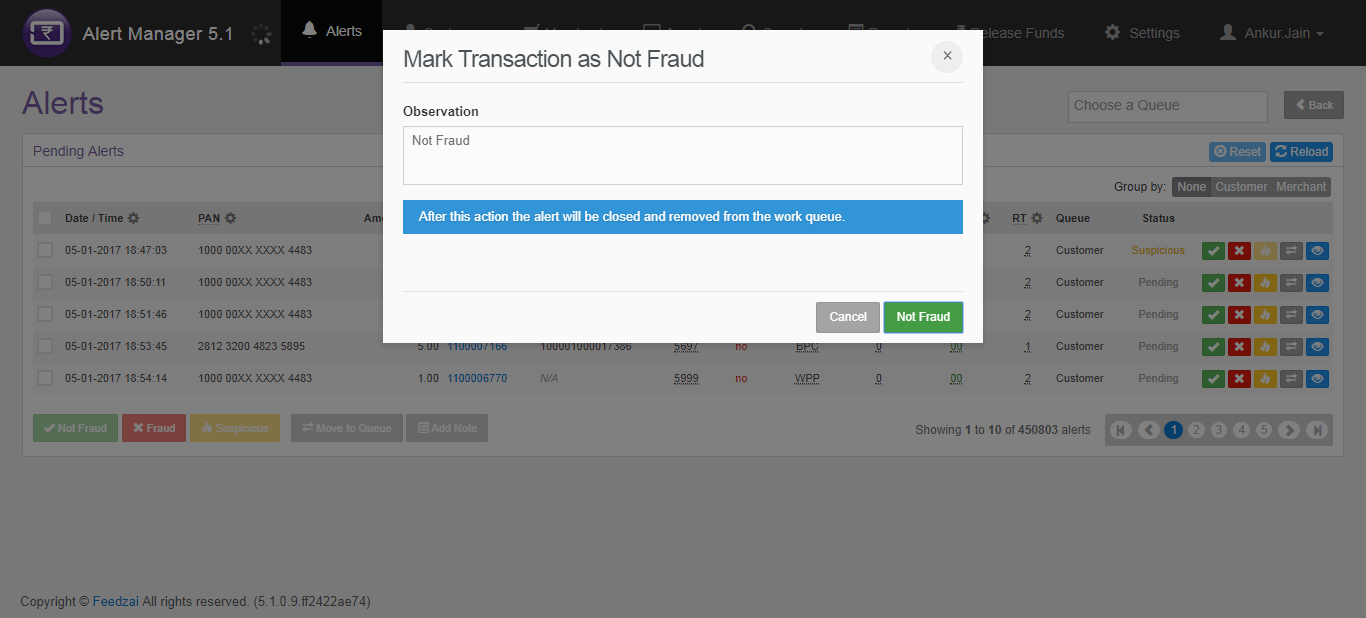 Alert Manager 5.1
Alerts
Release Funds
Settings
Ankur.Jain
Mark Transaction as Not Fraud
×
Alerts
Choose a Queue
Back
Observation
Not Fraud
Pending Alerts
Reset
Reload
Group by: None Customer Merchant
After this action the alert will be closed and removed from the work queue.
Date / Time PAN RT Queue Status
05-01-2017 18:47:03 1000 00XX XXXX 4483 2 Customer Suspicious
05-01-2017 18:50:11 1000 00XX XXXX 4483 2 Customer Pending
05-01-2017 18:51:46 1000 00XX XXXX 4483 2 Customer Pending
Cancel Not Fraud
05-01-2017 18:53:45 2812 3200 4823 5895 5.00 1100007166 100001000017386 5697 no BPC 0 00 1 Customer Pending
05-01-2017 18:54:14 1000 00XX XXXX 4483 1.00 1100006770 N/A 5999 no WPP 0 00 2 Customer Pending
Not Fraud Fraud Suspicious Move to Queue Add Note
Showing 1 to 10 of 450803 alerts
1 2 3 4 5
Copyright © Feedzai All rights reserved. (5.1.0.9.ff2422ae74)